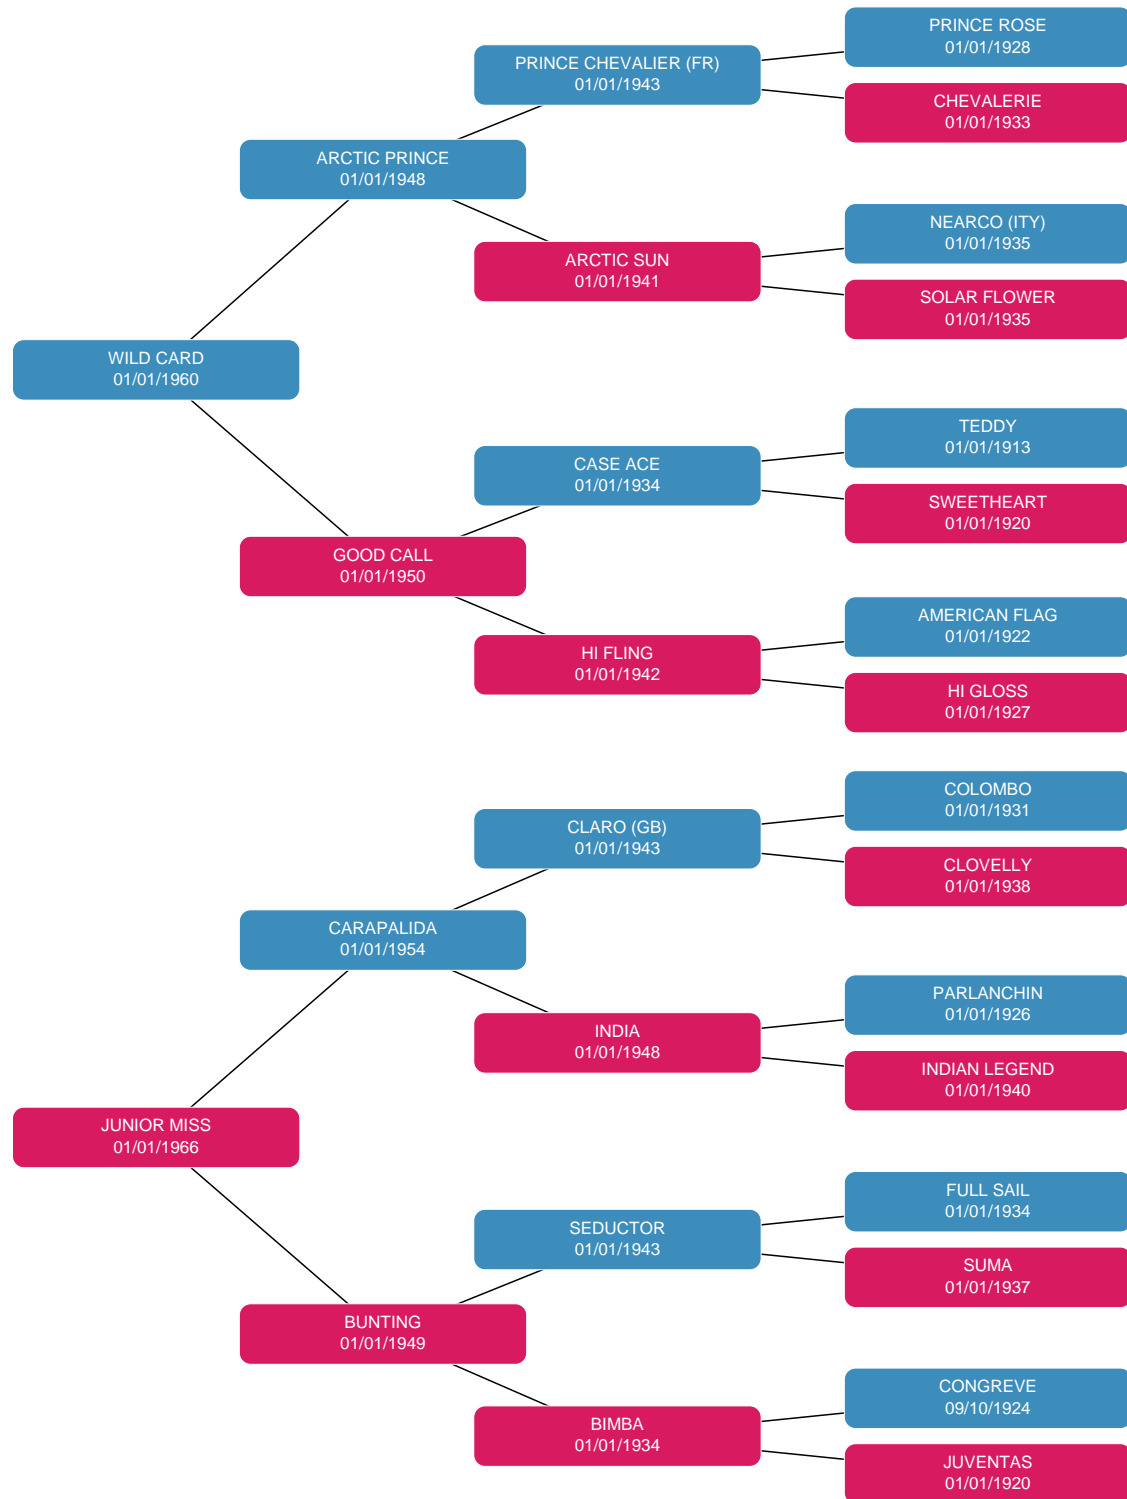 PRINCE ROSE
01/01/1928
PRINCE CHEVALIER (FR)
01/01/1943
CHEVALERIE
01/01/1933
ARCTIC PRINCE
01/01/1948
NEARCO (ITY)
01/01/1935
ARCTIC SUN
01/01/1941
SOLAR FLOWER
01/01/1935
WILD CARD
01/01/1960
TEDDY
01/01/1913
CASE ACE
01/01/1934
SWEETHEART
01/01/1920
GOOD CALL
01/01/1950
AMERICAN FLAG
01/01/1922
HI FLING
01/01/1942
HI GLOSS
01/01/1927
COLOMBO
01/01/1931
CLARO (GB)
01/01/1943
CLOVELLY
01/01/1938
CARAPALIDA
01/01/1954
PARLANCHIN
01/01/1926
INDIA
01/01/1948
INDIAN LEGEND
01/01/1940
JUNIOR MISS
01/01/1966
FULL SAIL
01/01/1934
SEDUCTOR
01/01/1943
SUMA
01/01/1937
BUNTING
01/01/1949
CONGREVE
09/10/1924
BIMBA
01/01/1934
JUVENTAS
01/01/1920